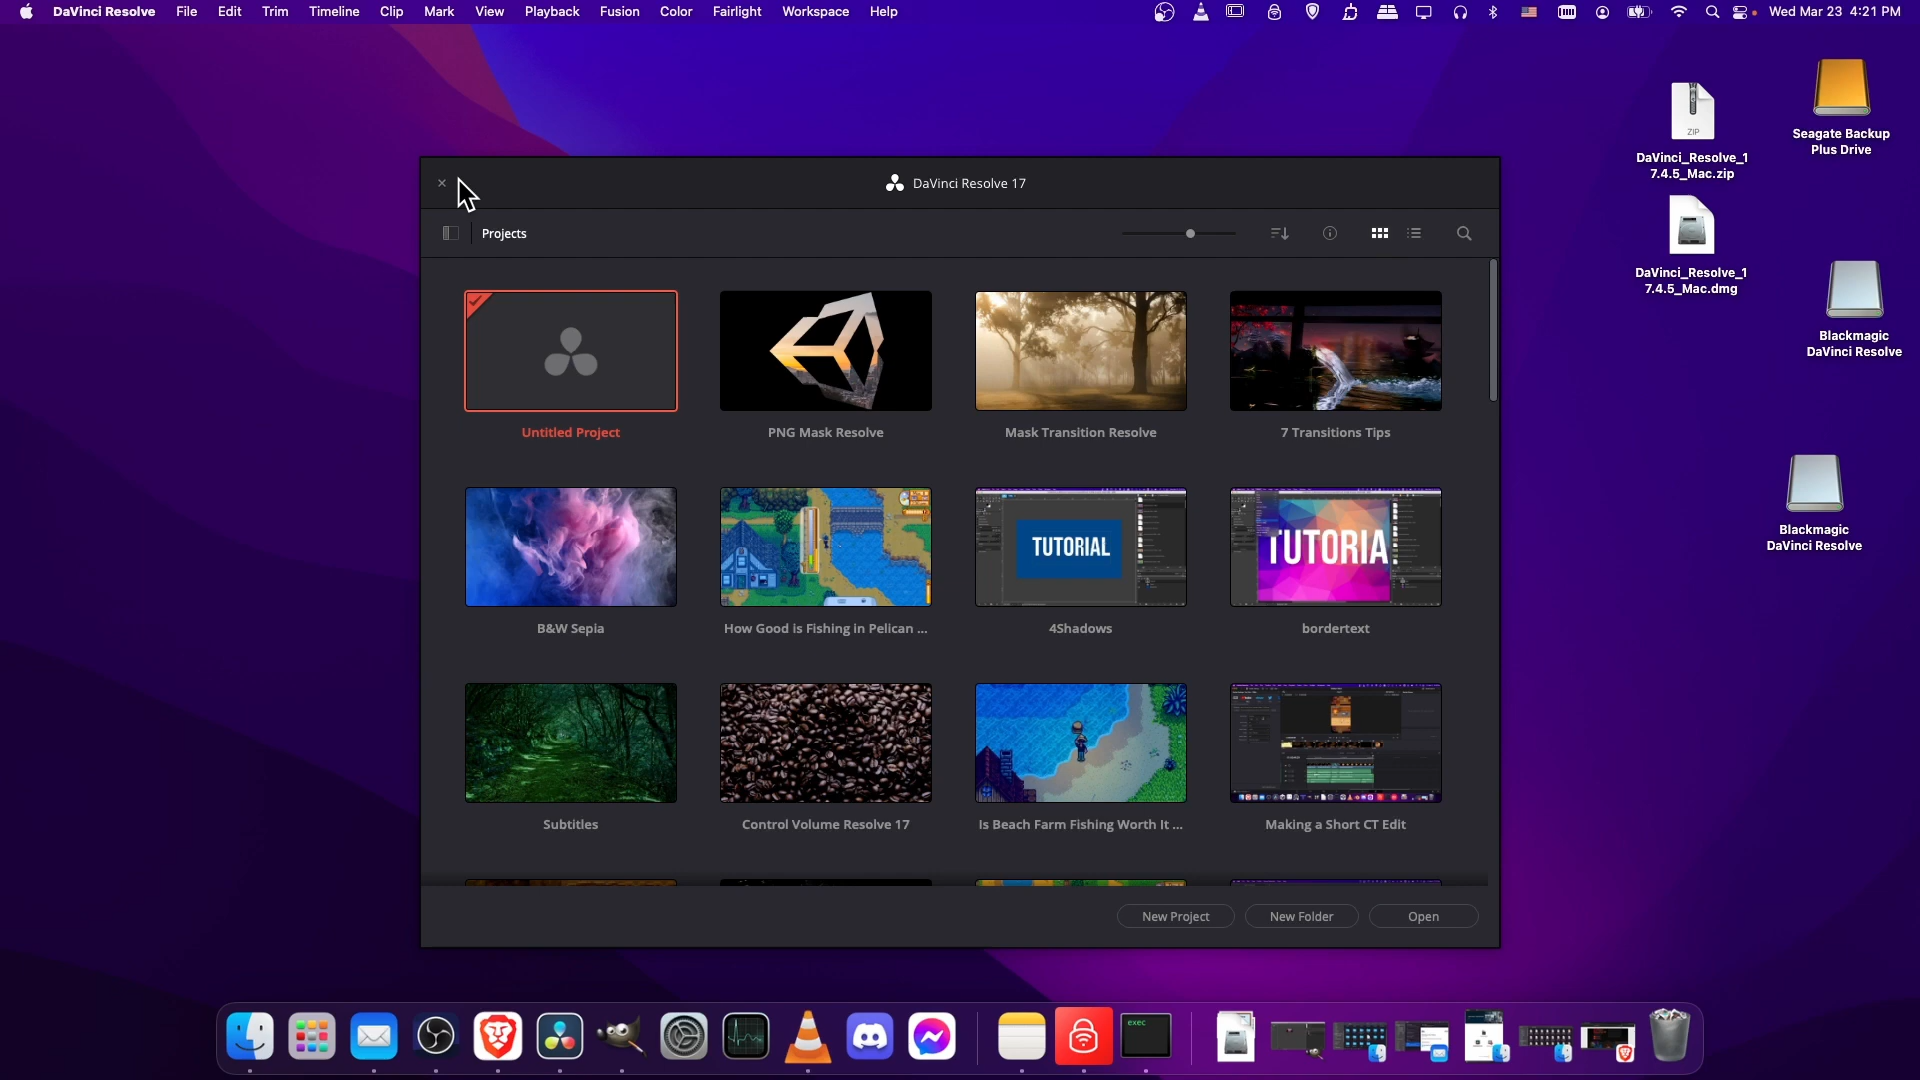 DaVinci Resolve File Edit Trim Timeline Clip Mark View Playback Fusion Color Fairlight Workspace Help Wed Mar 23 4:21 PM
Seagate Backup
Plus Drive
ZIP
DaVinci_Resolve_1
7.4.5_Mac.zip
DaVinci_Resolve_1
7.4.5_Mac.dmg
Blackmagic
DaVinci Resolve
Blackmagic
DaVinci Resolve
DaVinci Resolve 17
Projects
Untitled Project
PNG Mask Resolve
Mask Transition Resolve
7 Transitions Tips
TUTORIAL
TUTORIA
B&W Sepia
How Good is Fishing in Pelican ...
4Shadows
bordertext
Subtitles
Control Volume Resolve 17
Is Beach Farm Fishing Worth It ...
Making a Short CT Edit
New Project
New Folder
Open
exec